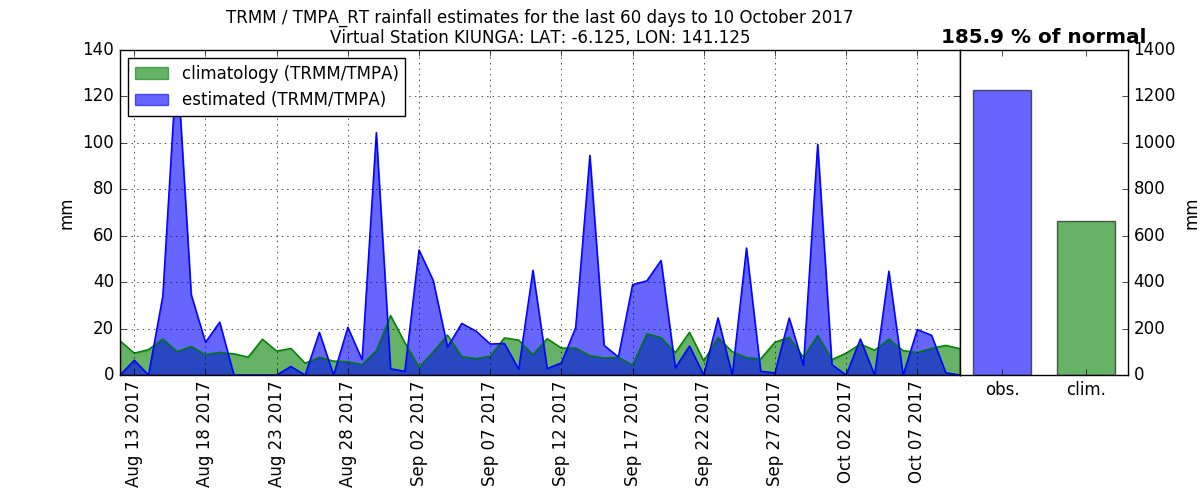 TRMM / TMPA_RT rainfall estimates for the last 60 days to 10 October 2017
Virtual Station KIUNGA: LAT: -6.125, LON: 141.125
185.9 % of normal
climatology (TRMM/TMPA)
estimated (TRMM/TMPA)
140
120
100
80
60
40
20
0
mm
Aug 13 2017
Aug 18 2017
Aug 23 2017
Aug 28 2017
Sep 02 2017
Sep 07 2017
Sep 12 2017
Sep 17 2017
Sep 22 2017
Sep 27 2017
Oct 02 2017
Oct 07 2017
obs.
clim.
1400
1200
1000
800
600
400
200
0
mm